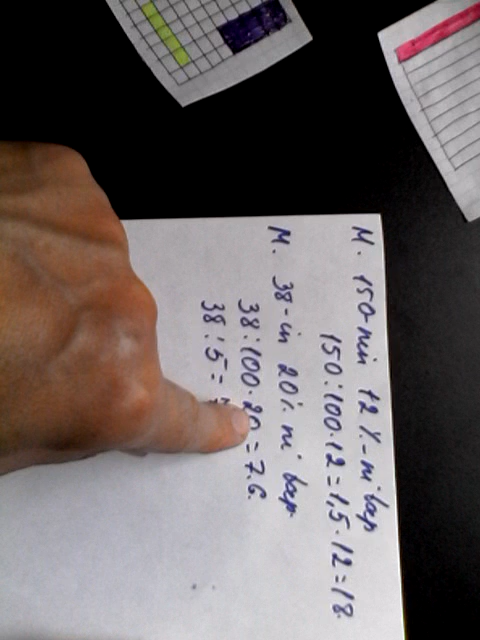 M. 150-nin 12%-ni tap
150:100·12=1,5·12=18
M. 38-in 20%-ni tap.
38:100·20=7,6.
38:5=